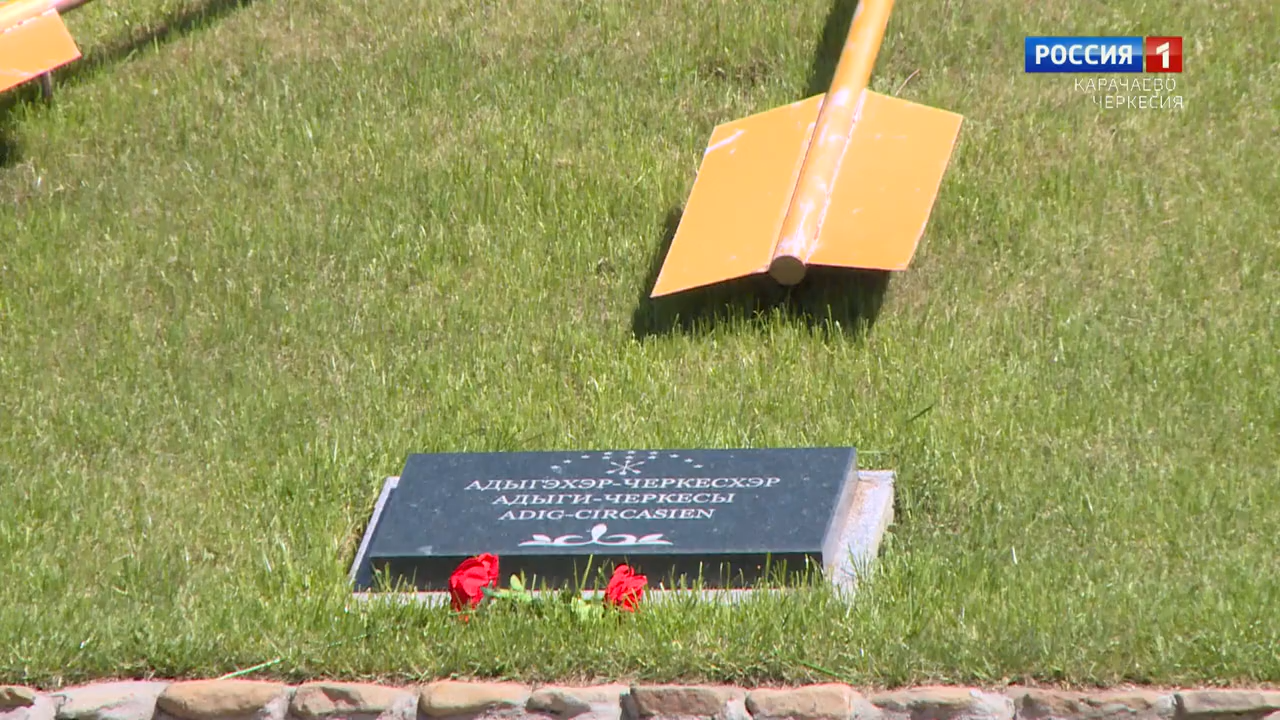 РОССИЯ 1
КАРАЧАЕВО
ЧЕРКЕСИЯ
АДЫГЭХЭР-ЧЕРКЕСХЭР
АДЫГИ-ЧЕРКЕСЫ
ADIG-CIRCASIEN